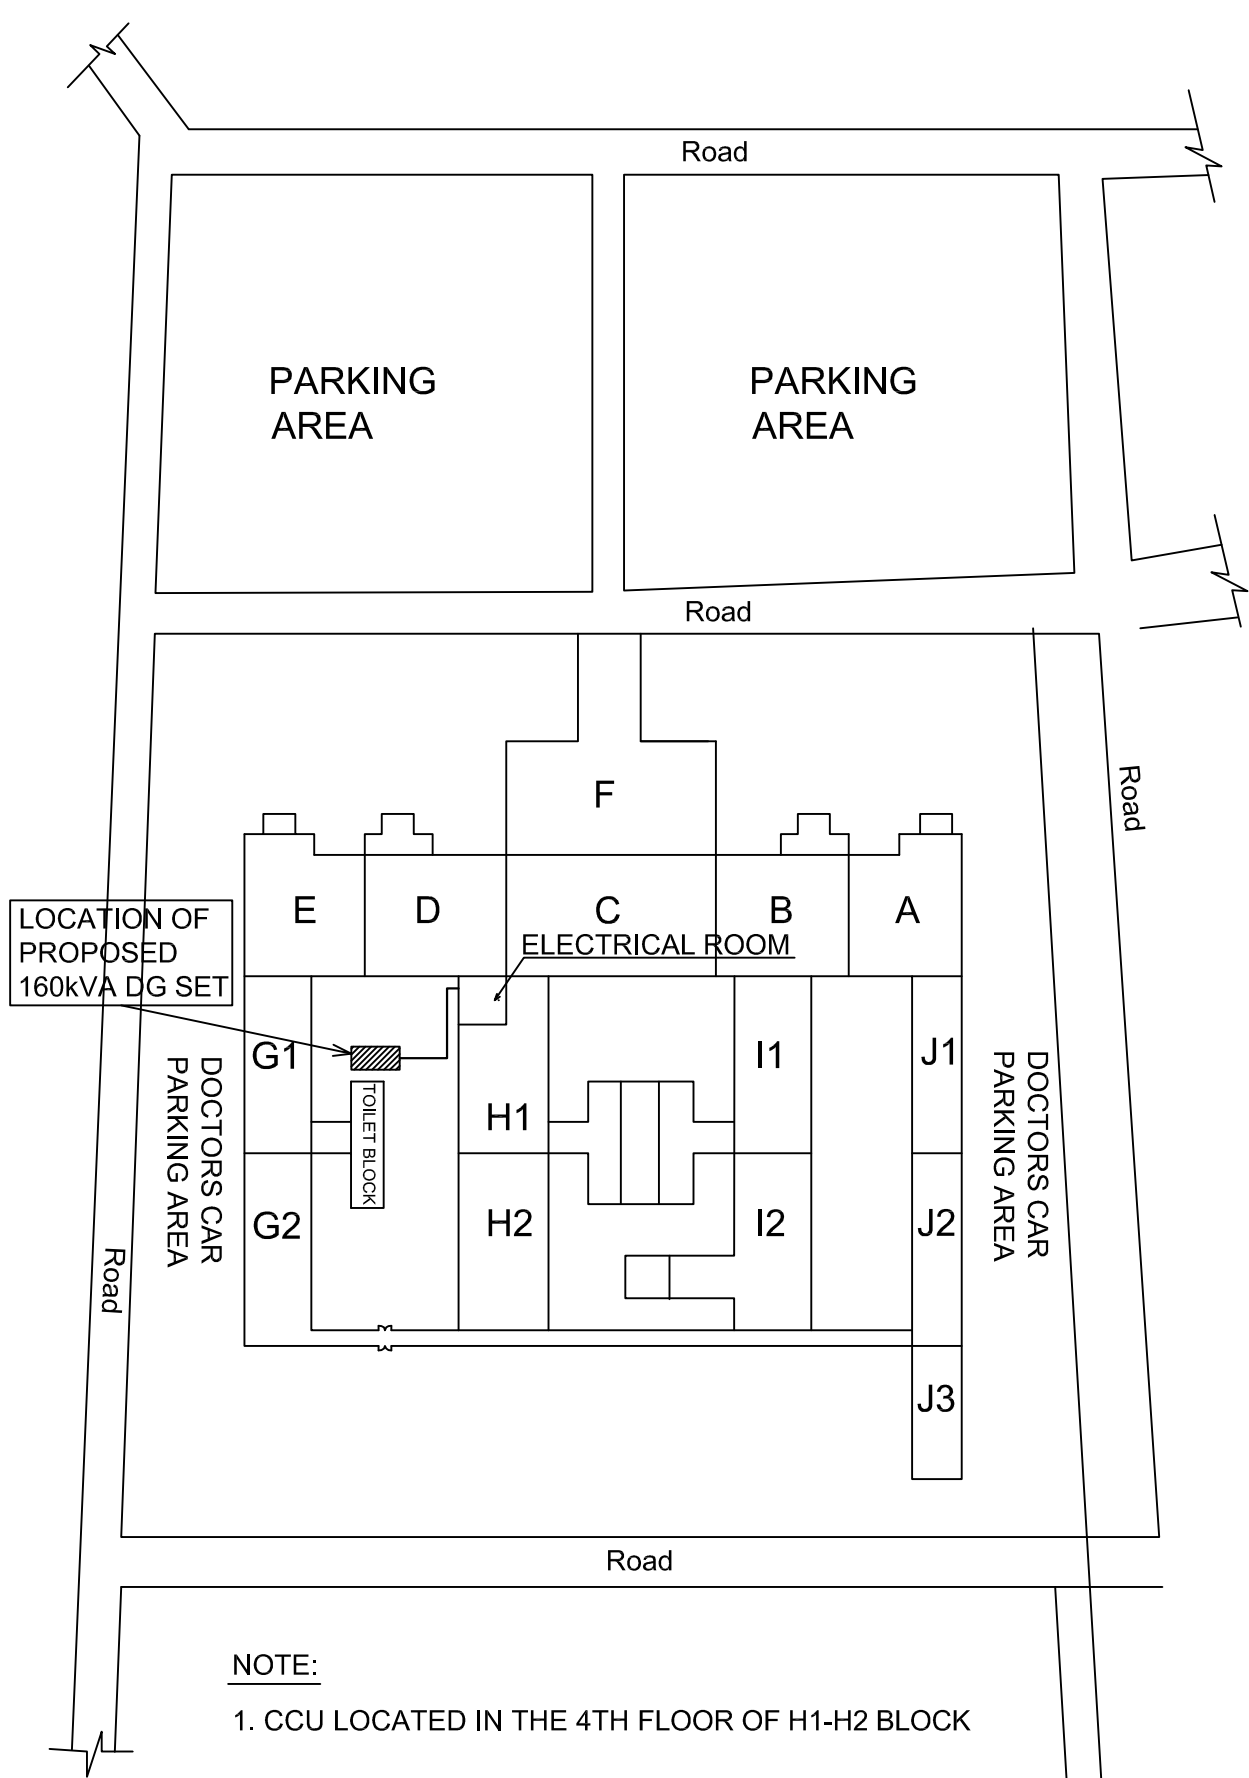 Road
PARKING
AREA
PARKING
AREA
Road
Road
F
E
D
C
B
A
LOCATION OF
PROPOSED
160kVA DG SET
ELECTRICAL ROOM
G1
H1
I1
J1
TOILET BLOCK
DOCTORS CAR
PARKING AREA
DOCTORS CAR
PARKING AREA
G2
H2
I2
J2
Road
J3
Road
NOTE:
1. CCU LOCATED IN THE 4TH FLOOR OF H1-H2 BLOCK